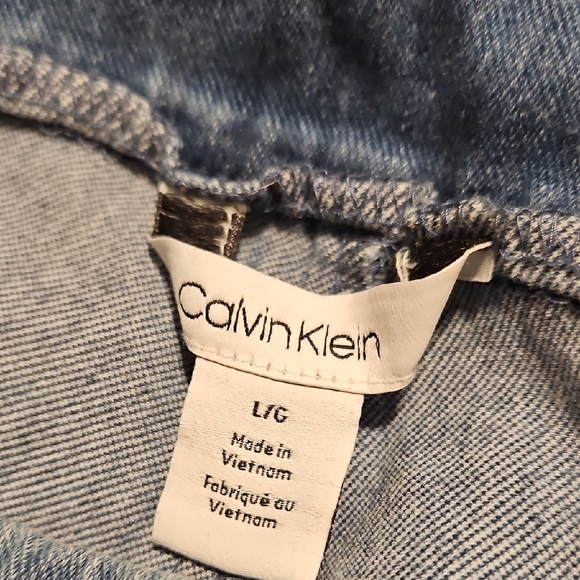 Calvin Klein
L/G
Made in
Vietnam
Fabriqué au
Vietnam